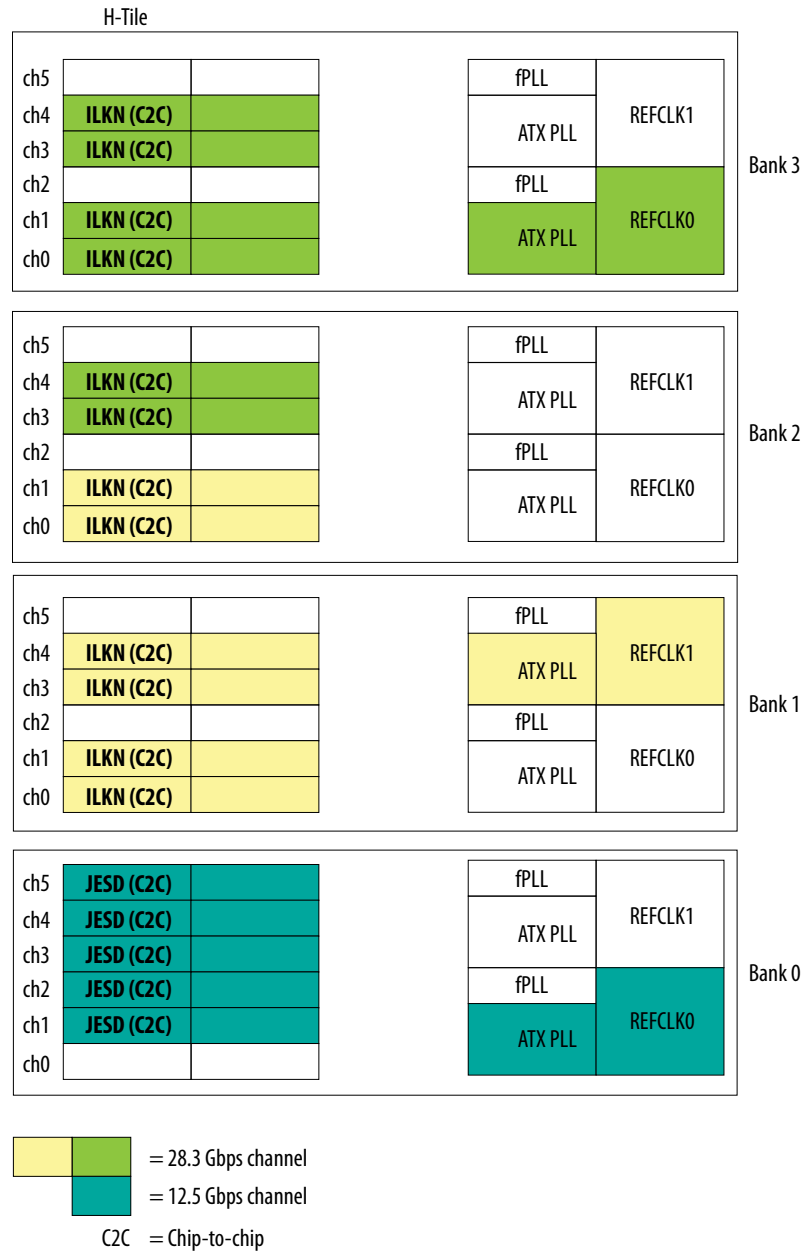 H-Tile
ch5 fPLL
ch4 ILKN (C2C) ATX PLL REFCLK1
ch3 ILKN (C2C)
Bank 3
ch2 fPLL
ch1 ILKN (C2C) ATX PLL REFCLK0
ch0 ILKN (C2C)
ch5 fPLL
ch4 ILKN (C2C) ATX PLL REFCLK1
ch3 ILKN (C2C)
Bank 2
ch2 fPLL
ch1 ILKN (C2C) ATX PLL REFCLK0
ch0 ILKN (C2C)
ch5 fPLL
ch4 ILKN (C2C) ATX PLL REFCLK1
ch3 ILKN (C2C)
Bank 1
ch2 fPLL
ch1 ILKN (C2C) ATX PLL REFCLK0
ch0 ILKN (C2C)
ch5 JESD (C2C) fPLL
ch4 JESD (C2C) ATX PLL REFCLK1
ch3 JESD (C2C)
Bank 0
ch2 JESD (C2C) fPLL
ch1 JESD (C2C) ATX PLL REFCLK0
ch0
= 28.3 Gbps channel
= 12.5 Gbps channel
C2C = Chip-to-chip